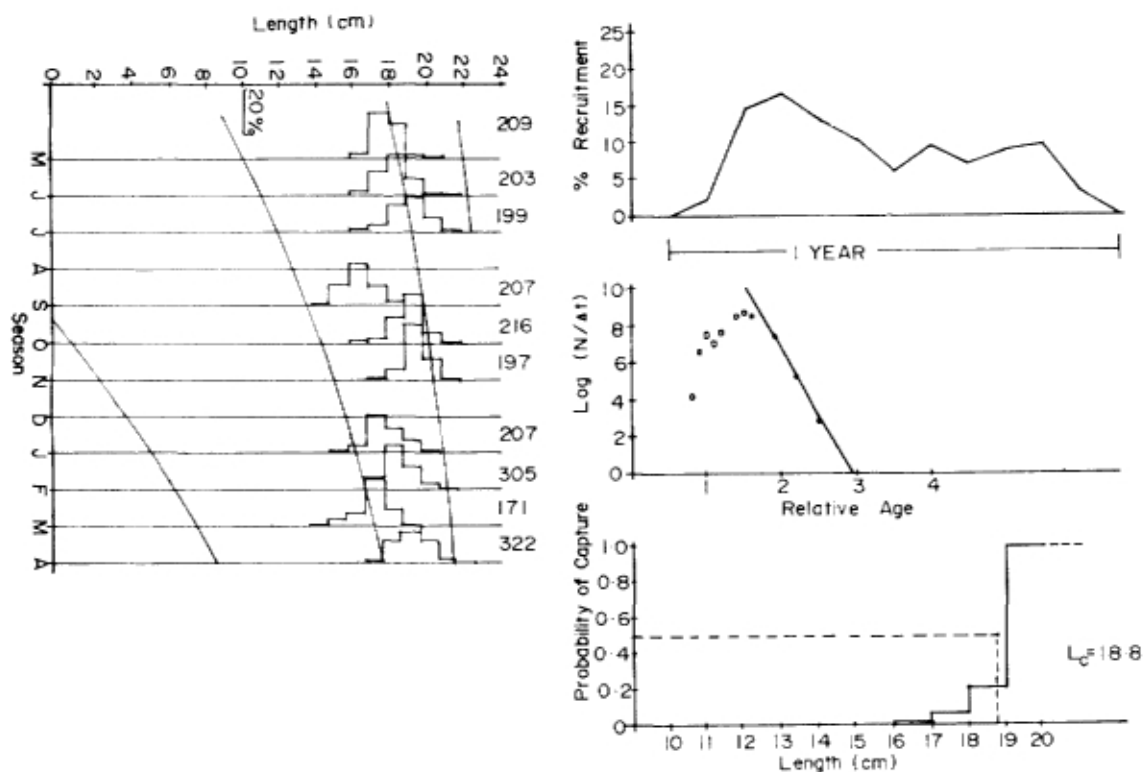 Length (cm)
0 2 4 6 8 10 12 14 16 18 20 22 24
20%
209
M
203
J
199
J
A
207
S
216
O
197
N
D
207
J
305
F
171
M
322
A
Season
% Recruitment
25
20
15
10
5
0
1 YEAR
Log (N/Δt)
10
8
6
4
2
0
1 2 3 4
Relative Age
Probability of Capture
1.0
0.8
0.6
0.4
0.2
0
Lc=18.8
10 11 12 13 14 15 16 17 18 19 20
Length (cm)